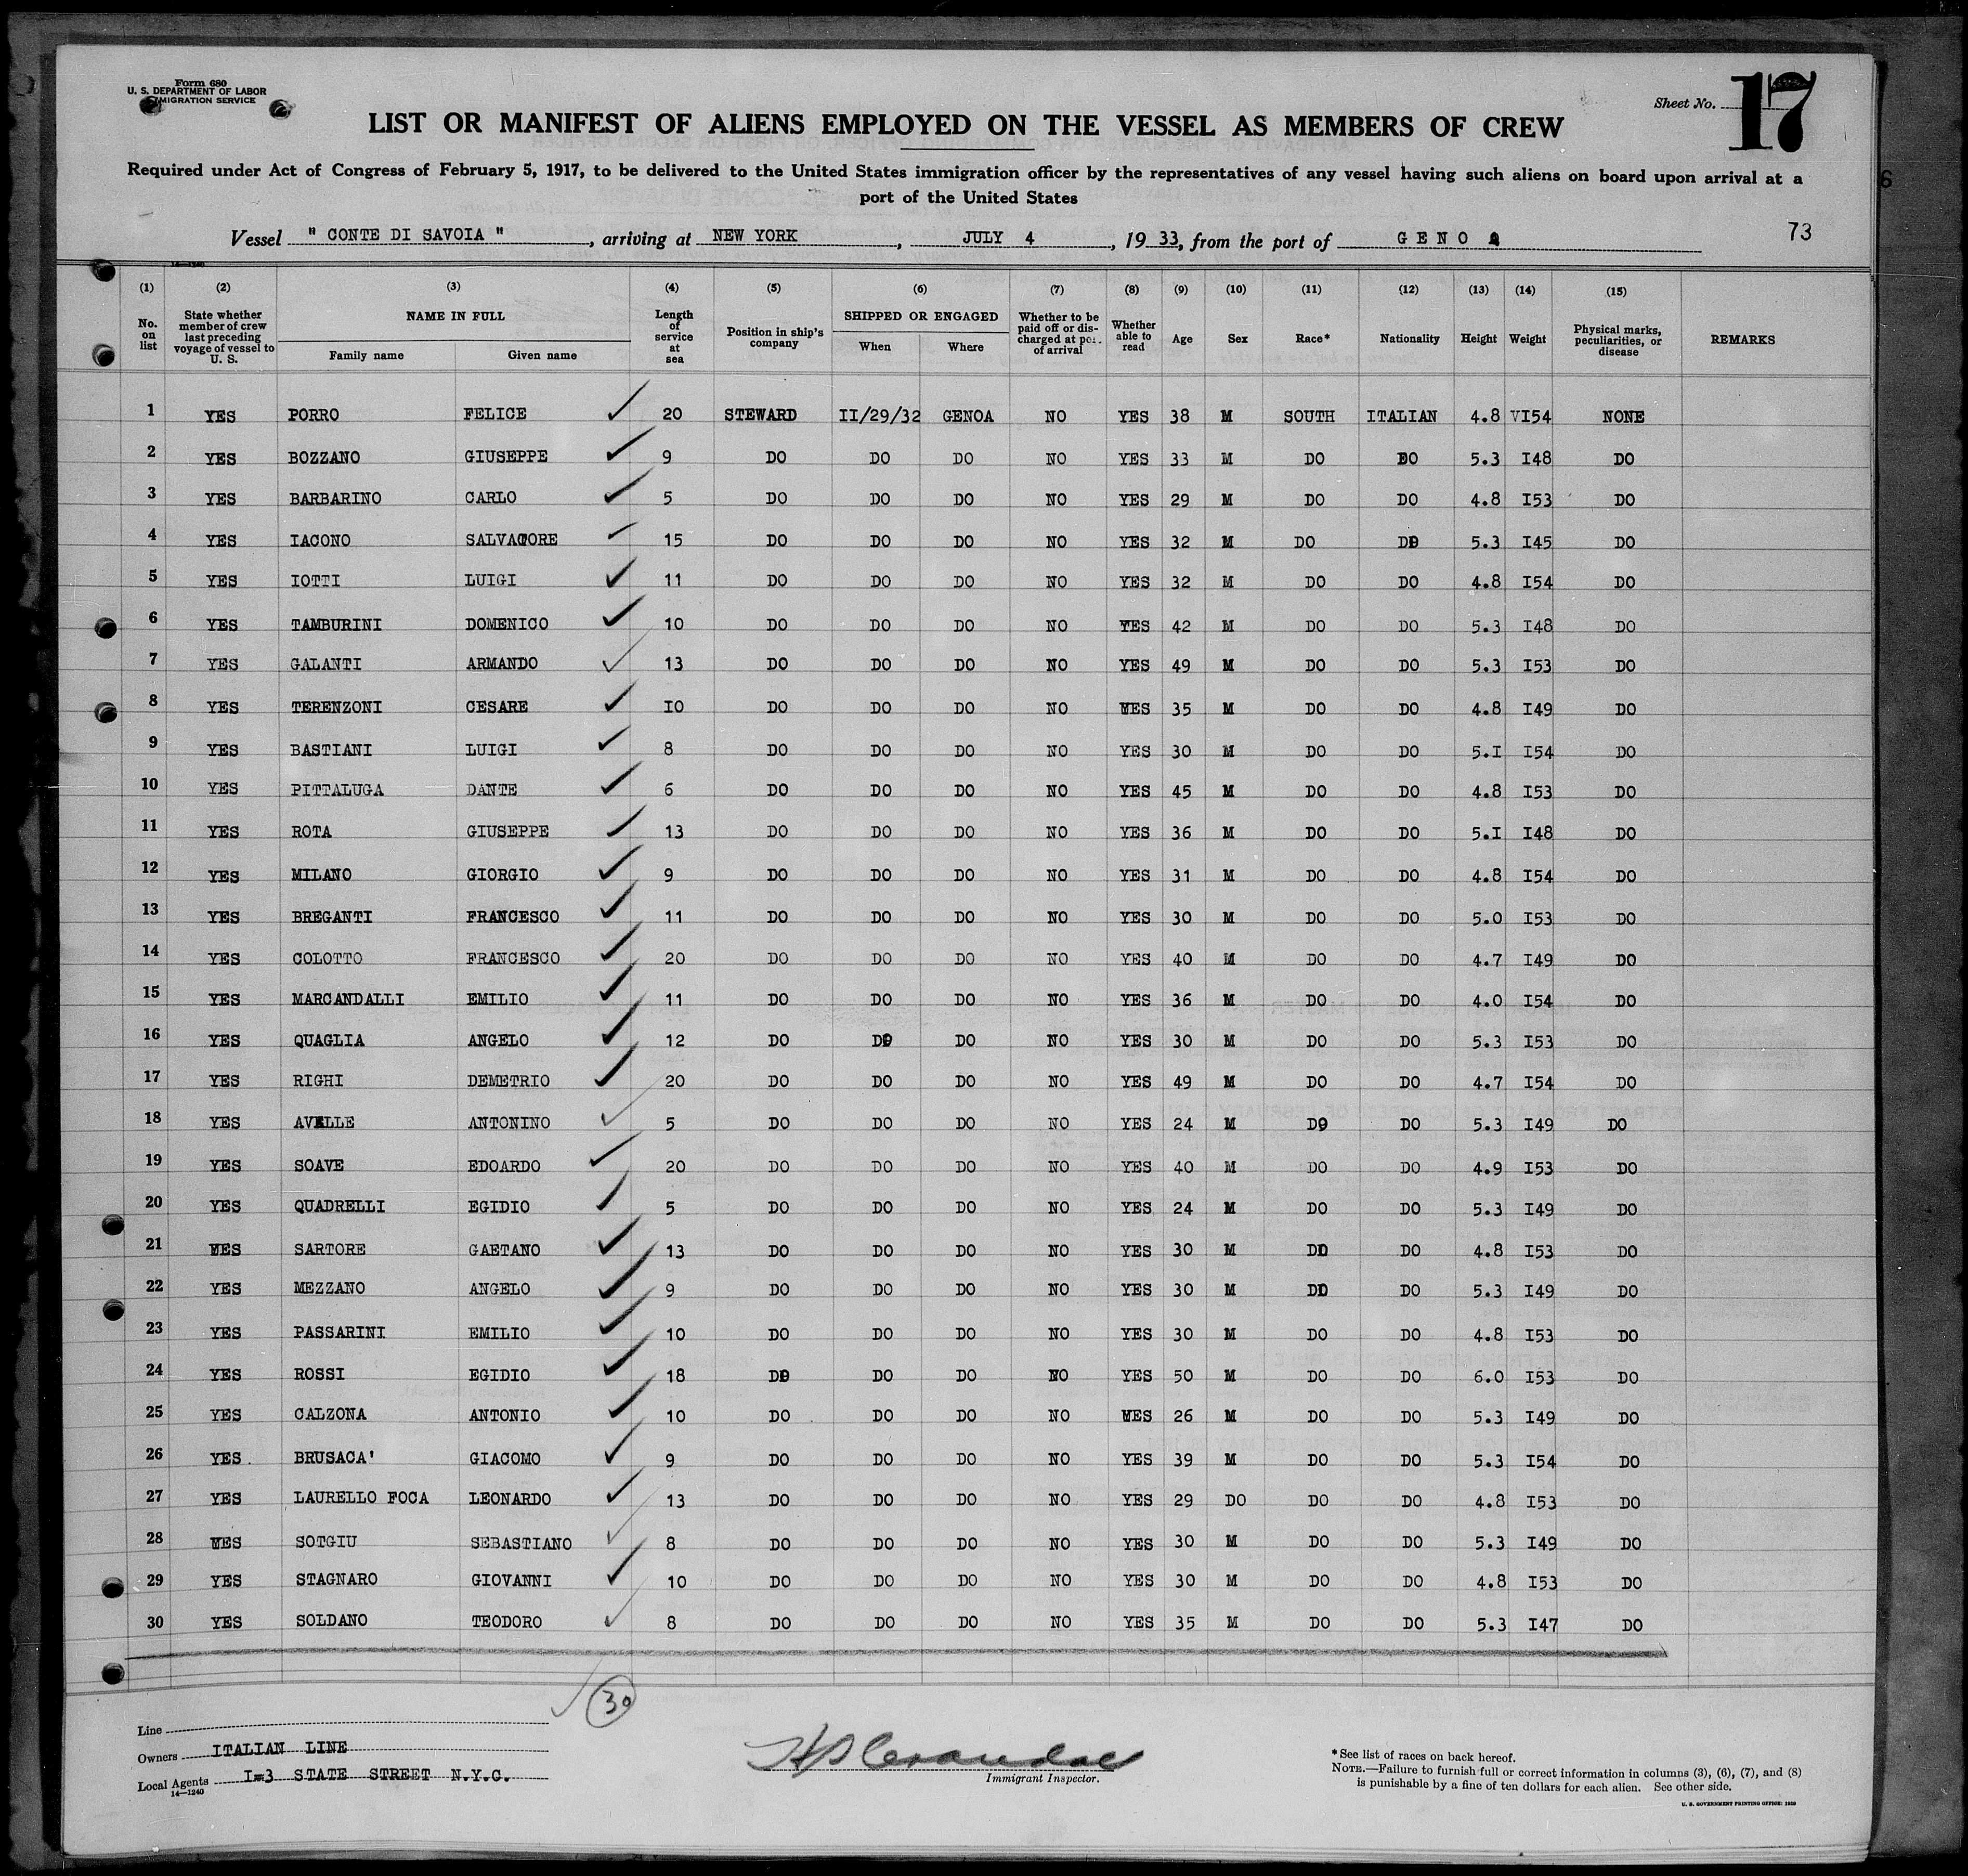 Form 680
U. S. DEPARTMENT OF LABOR
IMMIGRATION SERVICE
Sheet No. 17
LIST OR MANIFEST OF ALIENS EMPLOYED ON THE VESSEL AS MEMBERS OF CREW
Required under Act of Congress of February 5, 1917, to be delivered to the United States immigration officer by the representatives of any vessel having such aliens on board upon arrival at a
port of the United States
6
Vessel " CONTE DI SAVOIA ", arriving at NEW YORK, JULY 4, 19 33, from the port of GENOA
73
14-1240
(1) (2) (3) (4) (5) (6) (7) (8) (9) (10) (11) (12) (13) (14) (15)
No. on list State whether member of crew last preceding voyage of vessel to U. S. NAME IN FULL Family name Given name Length of service at sea Position in ship's company SHIPPED OR ENGAGED When Where Whether to be paid off or discharged at port of arrival Whether able to read Age Sex Race* Nationality Height Weight Physical marks, peculiarities, or disease REMARKS
1 YES PORRO FELICE 20 STEWARD II/29/32 GENOA NO YES 38 M SOUTH ITALIAN 4.8 VI54 NONE
2 YES BOZZANO GIUSEPPE 9 DO DO DO NO YES 33 M DO DO 5.3 I48 DO
3 YES BARBARINO CARLO 5 DO DO DO NO YES 29 M DO DO 4.8 I53 DO
4 YES IACONO SALVATORE 15 DO DO DO NO YES 32 M DO DO 5.3 I45 DO
5 YES IOTTI LUIGI 11 DO DO DO NO YES 32 M DO DO 4.8 I54 DO
6 YES TAMBURINI DOMENICO 10 DO DO DO NO YES 42 M DO DO 5.3 I48 DO
7 YES GALANTI ARMANDO 13 DO DO DO NO YES 49 M DO DO 5.3 I53 DO
8 YES TERENZONI CESARE IO DO DO DO NO YES 35 M DO DO 4.8 I49 DO
9 YES BASTIANI LUIGI 8 DO DO DO NO YES 30 M DO DO 5.I I54 DO
10 YES PITTALUGA DANTE 6 DO DO DO NO YES 45 M DO DO 4.8 I53 DO
11 YES ROTA GIUSEPPE 13 DO DO DO NO YES 36 M DO DO 5.I I48 DO
12 YES MILANO GIORGIO 9 DO DO DO NO YES 31 M DO DO 4.8 I54 DO
13 YES BREGANTI FRANCESCO 11 DO DO DO NO YES 30 M DO DO 5.0 I53 DO
14 YES COLOTTO FRANCESCO 20 DO DO DO NO YES 40 M DO DO 4.7 I49 DO
15 YES MARCANDALLI EMILIO 11 DO DO DO NO YES 36 M DO DO 4.0 I54 DO
16 YES QUAGLIA ANGELO 12 DO DO DO NO YES 30 M DO DO 5.3 I53 DO
17 YES RIGHI DEMETRIO 20 DO DO DO NO YES 49 M DO DO 4.7 I54 DO
18 YES AVELLE ANTONINO 5 DO DO DO NO YES 24 M DO DO 5.3 I49 DO
19 YES SOAVE EDOARDO 20 DO DO DO NO YES 40 M DO DO 4.9 I53 DO
20 YES QUADRELLI EGIDIO 5 DO DO DO NO YES 24 M DO DO 5.3 I49 DO
21 YES SARTORE GAETANO 13 DO DO DO NO YES 30 M DO DO 4.8 I53 DO
22 YES MEZZANO ANGELO 9 DO DO DO NO YES 30 M DO DO 5.3 I49 DO
23 YES PASSARINI EMILIO 10 DO DO DO NO YES 30 M DO DO 4.8 I53 DO
24 YES ROSSI EGIDIO 18 DO DO DO NO YES 50 M DO DO 6.0 I53 DO
25 YES CALZONA ANTONIO 10 DO DO DO NO YES 26 M DO DO 5.3 I49 DO
26 YES. BRUSACA' GIACOMO 9 DO DO DO NO YES 39 M DO DO 5.3 I54 DO
27 YES LAURELLO FOCA LEONARDO 13 DO DO DO NO YES 29 DO DO DO 4.8 I53 DO
28 YES SOTGIU SEBASTIANO 8 DO DO DO NO YES 30 M DO DO 5.3 I49 DO
29 YES STAGNARO GIOVANNI 10 DO DO DO NO YES 30 M DO DO 4.8 I53 DO
30 YES SOLDANO TEODORO 8 DO DO DO NO YES 35 M DO DO 5.3 I47 DO
30
Line
Owners ITALIAN LINE
Local Agents I-3 STATE STREET N.Y.C.
14-1240
Immigrant Inspector.
*See list of races on back hereof.
NOTE.—Failure to furnish full or correct information in columns (3), (6), (7), and (8)
is punishable by a fine of ten dollars for each alien. See other side.
U. S. GOVERNMENT PRINTING OFFICE: 1929